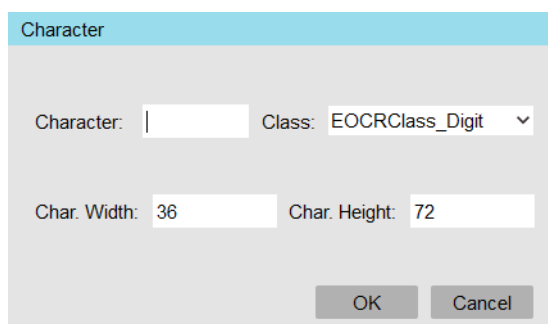 Character
Character: Class: EOCRClass_Digit
Char. Width: 36 Char. Height: 72
OK Cancel